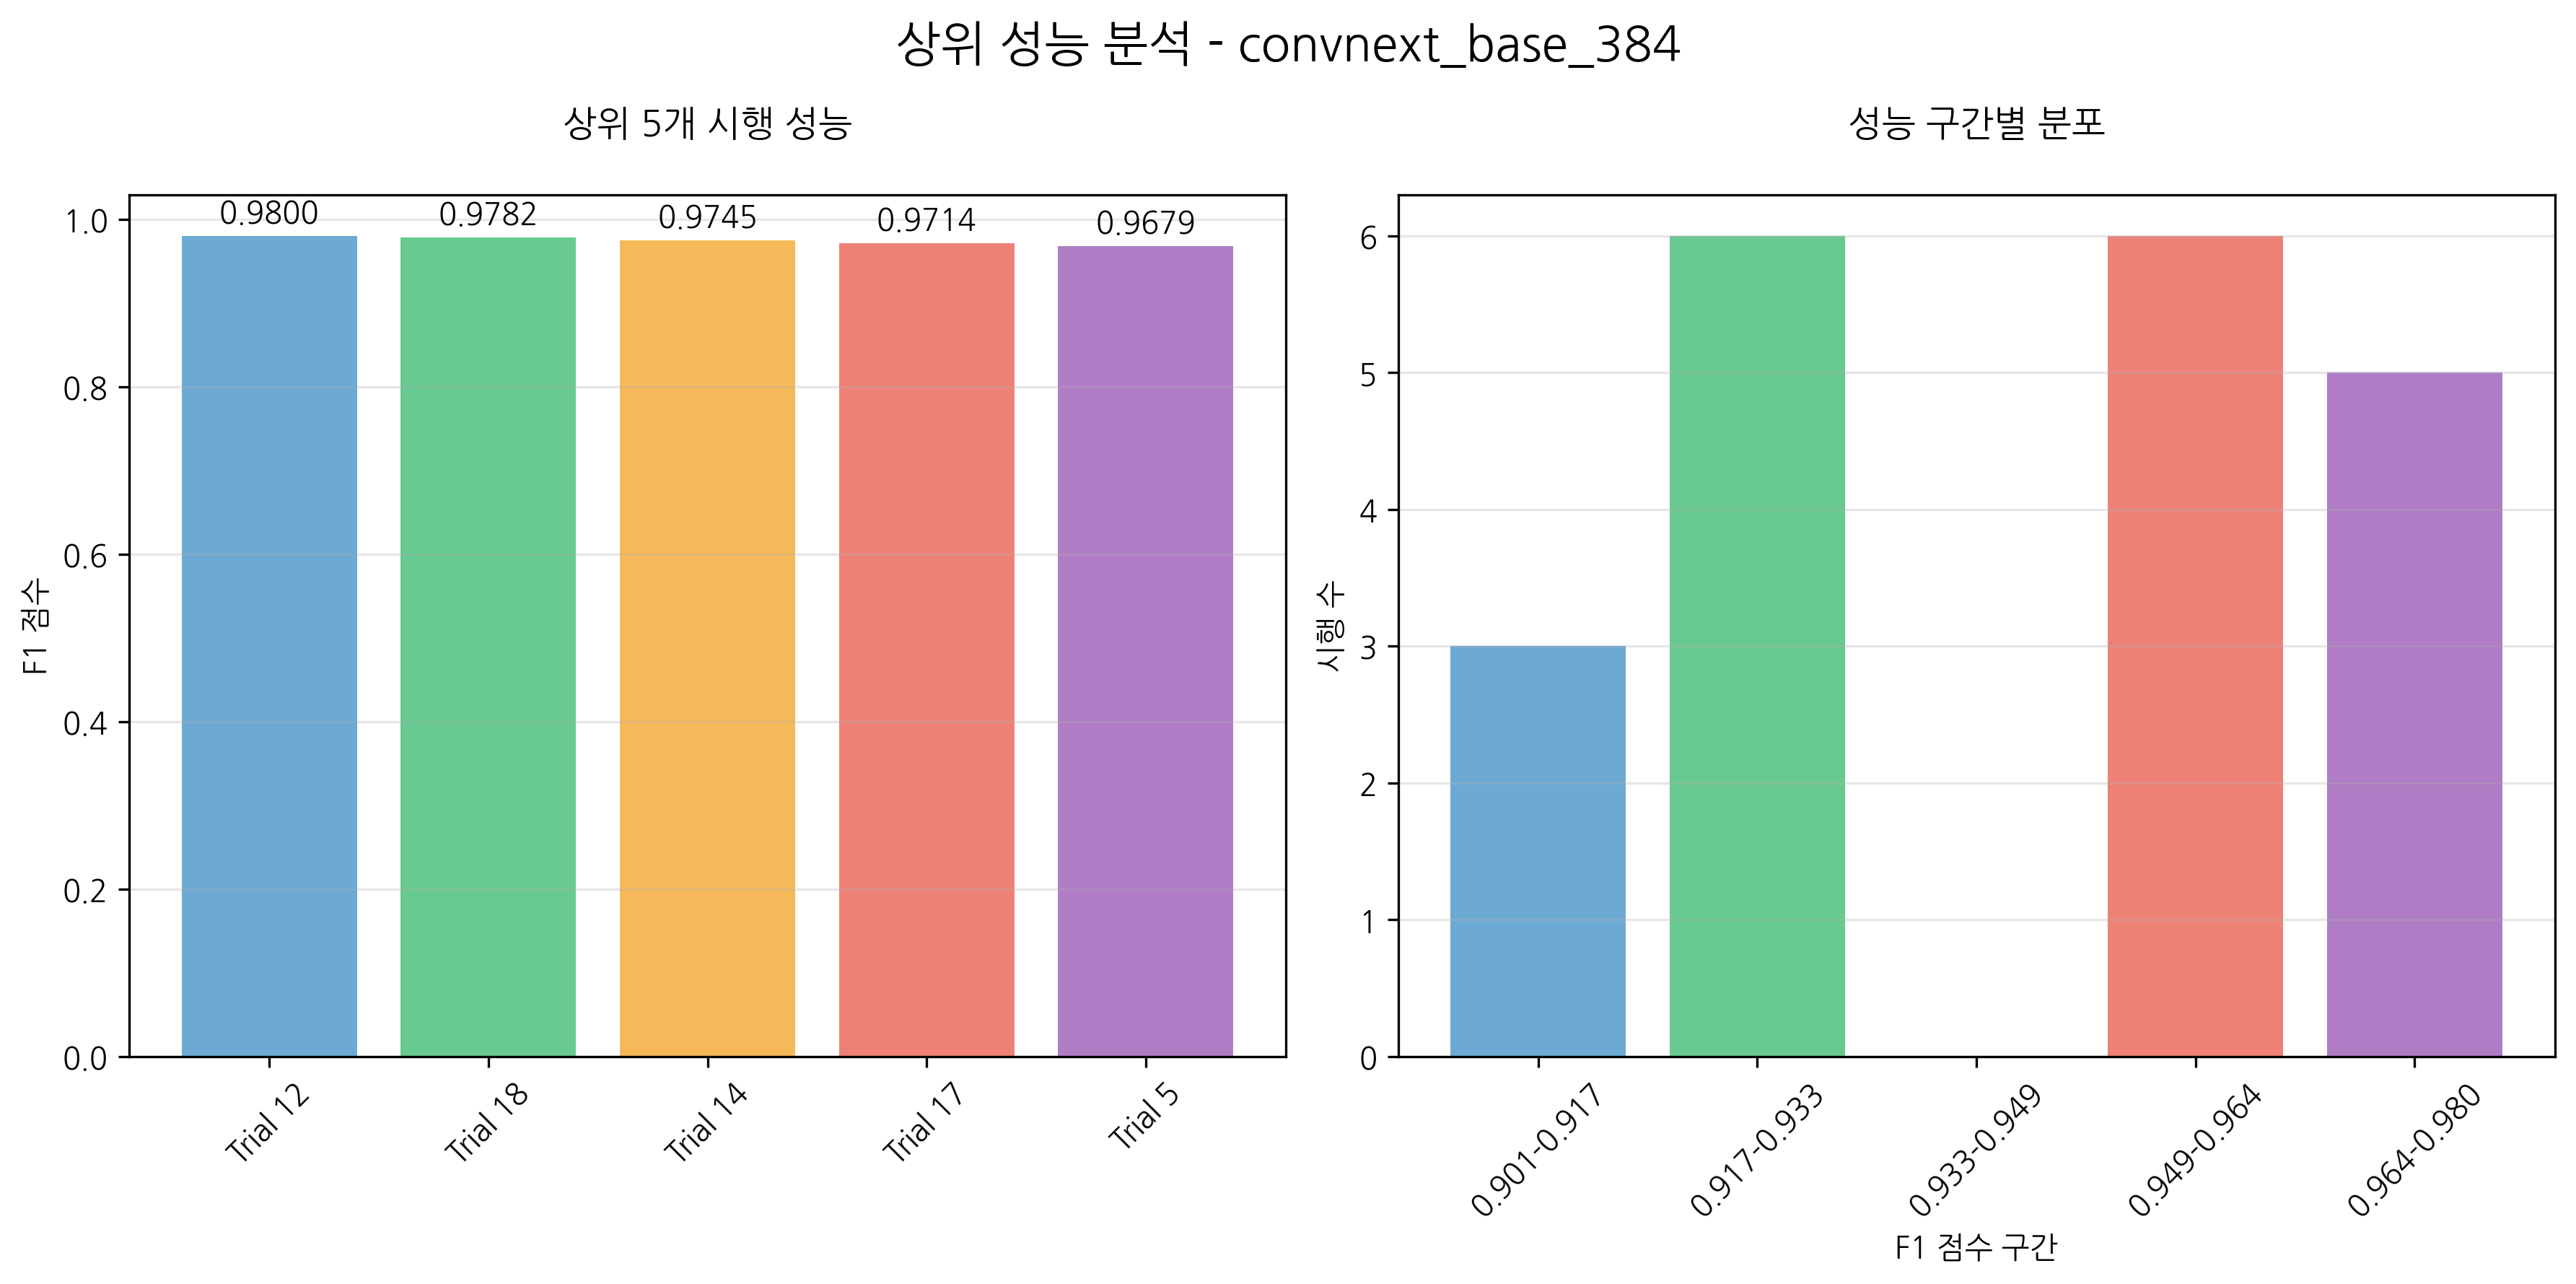 상위 성능 분석 - convnext_base_384
상위 5개 시행 성능
F1 점수
1.0
0.8
0.6
0.4
0.2
0.0
0.9800
0.9782
0.9745
0.9714
0.9679
Trial 12
Trial 18
Trial 14
Trial 17
Trial 5
성능 구간별 분포
시행 수
6
5
4
3
2
1
0
0.901-0.917
0.917-0.933
0.933-0.949
0.949-0.964
0.964-0.980
F1 점수 구간